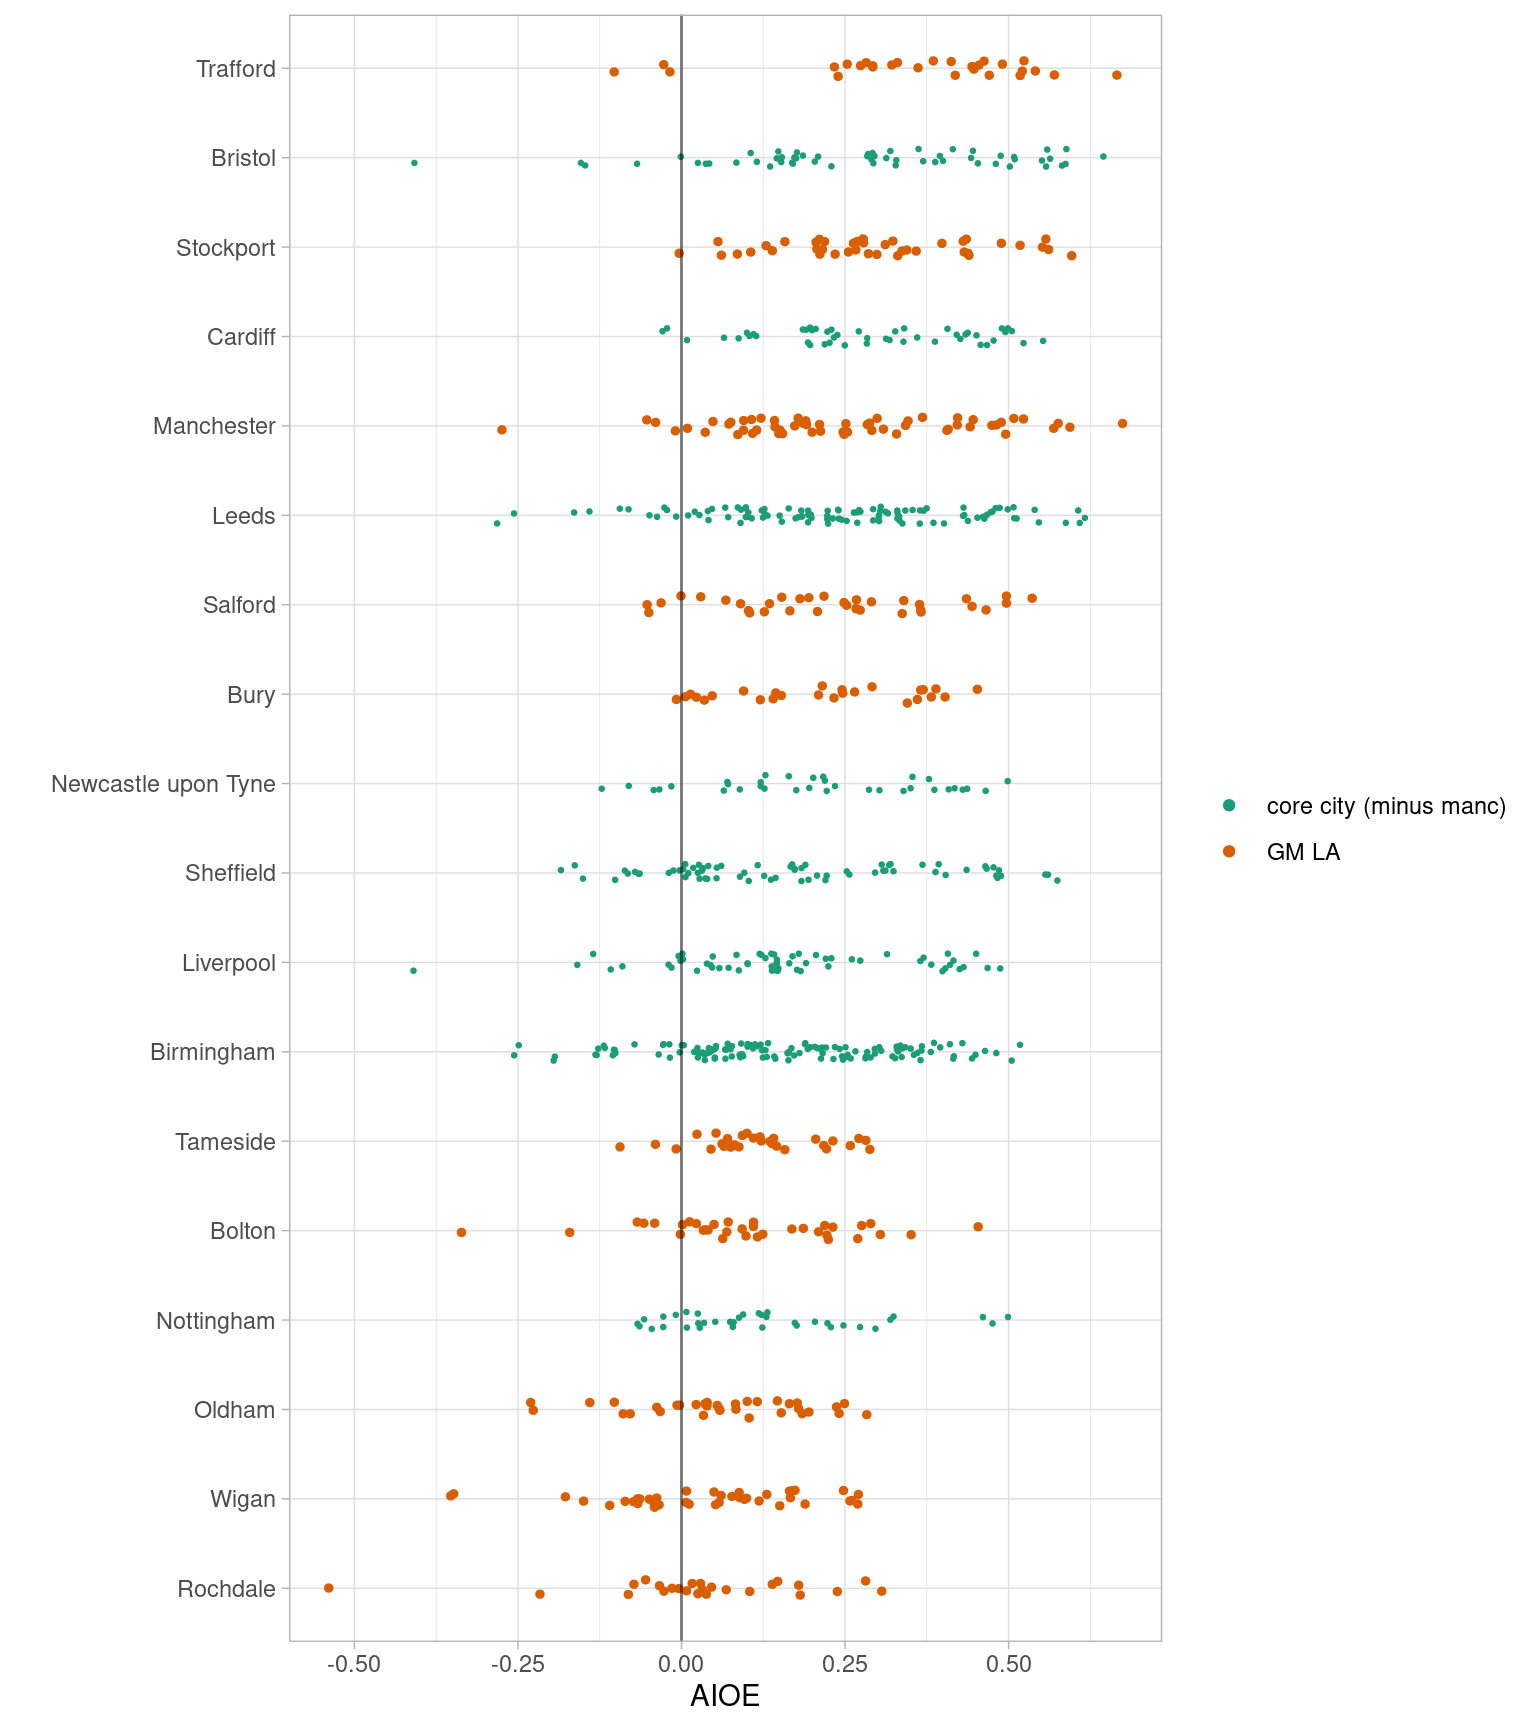 Trafford
Bristol
Stockport
Cardiff
Manchester
Leeds
Salford
Bury
Newcastle upon Tyne
Sheffield
Liverpool
Birmingham
Tameside
Bolton
Nottingham
Oldham
Wigan
Rochdale
-0.50 -0.25 0.00 0.25 0.50
AIOE
core city (minus manc)
GM LA